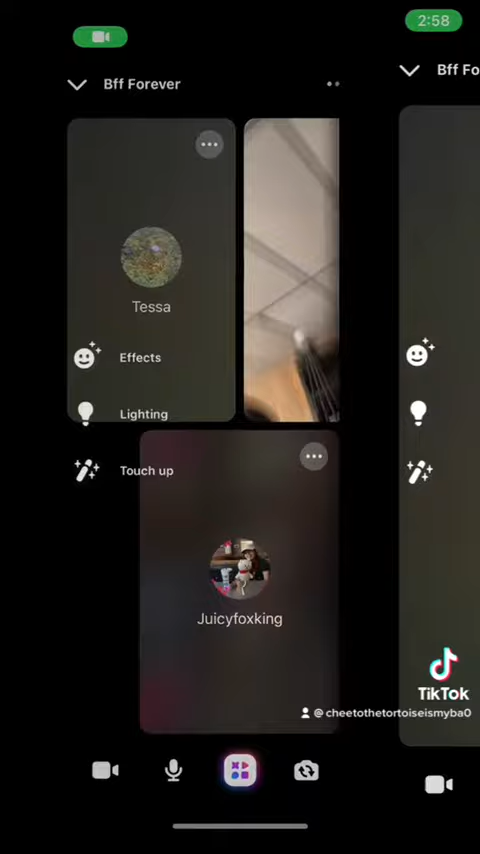 2:58
Bff Forever
Bff Fo
Tessa
Effects
Lighting
Touch up
Juicyfoxking
TikTok
@cheetothetortoiseismyba0